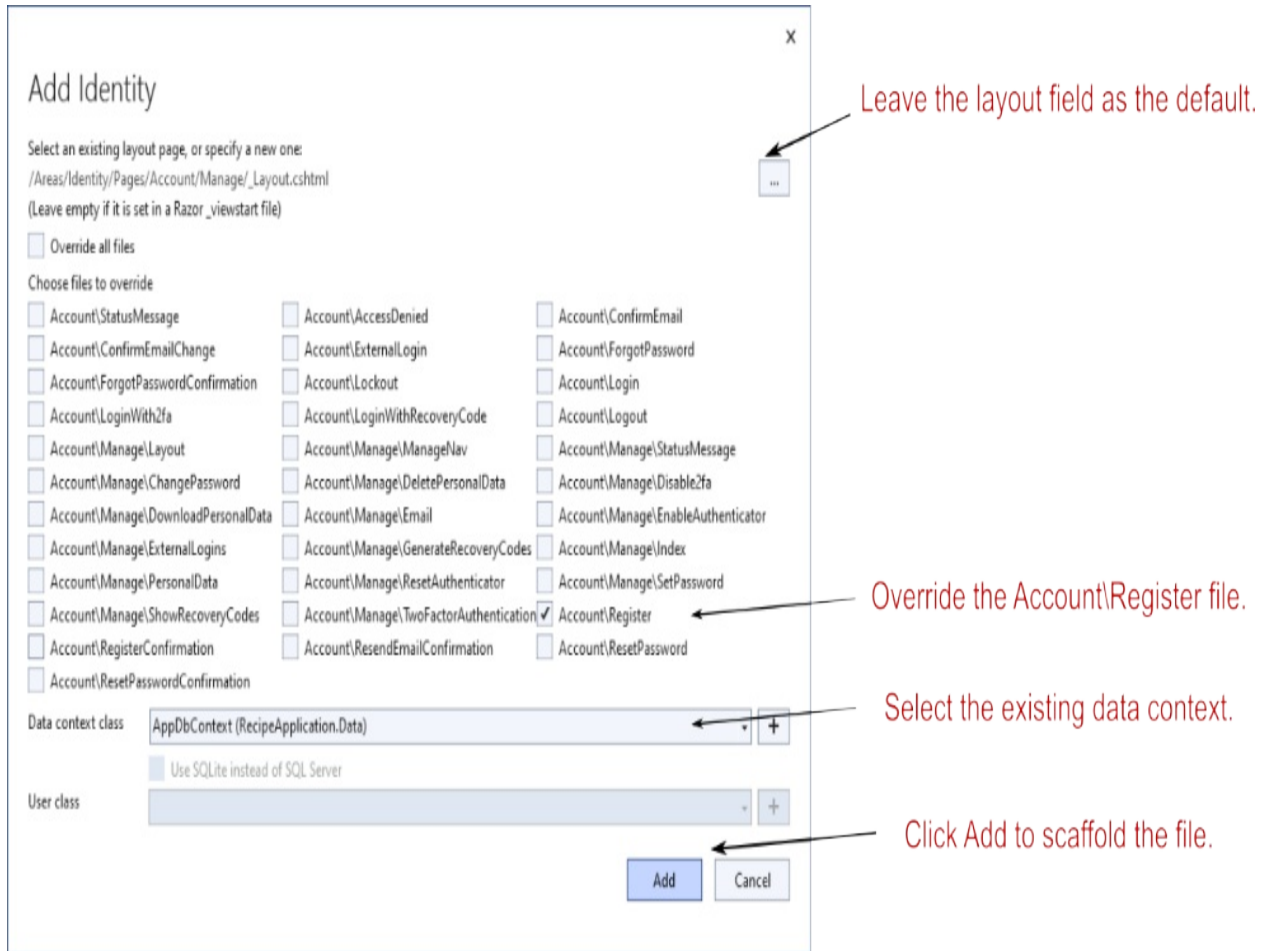 x
Add Identity
Leave the layout field as the default.
Select an existing layout page, or specify a new one:
/Areas/Identity/Pages/Account/Manage/_Layout.cshtml
...
(Leave empty if it is set in a Razor _viewstart file)
Override all files
Choose files to override
Account\StatusMessage Account\AccessDenied Account\ConfirmEmail
Account\ConfirmEmailChange Account\ExternalLogin Account\ForgotPassword
Account\ForgotPasswordConfirmation Account\Lockout Account\Login
Account\LoginWith2fa Account\LoginWithRecoveryCode Account\Logout
Account\Manage\Layout Account\Manage\ManageNav Account\Manage\StatusMessage
Account\Manage\ChangePassword Account\Manage\DeletePersonalData Account\Manage\Disable2fa
Account\Manage\DownloadPersonalData Account\Manage\Email Account\Manage\EnableAuthenticator
Account\Manage\ExternalLogins Account\Manage\GenerateRecoveryCodes Account\Manage\Index
Account\Manage\PersonalData Account\Manage\ResetAuthenticator Account\Manage\SetPassword
Account\Manage\ShowRecoveryCodes Account\Manage\TwoFactorAuthentication Account\Register
Override the Account\Register file.
Account\RegisterConfirmation Account\ResendEmailConfirmation Account\ResetPassword
Account\ResetPasswordConfirmation
Data context class AppDbContext (RecipeApplication.Data) +
Select the existing data context.
Use SQLite instead of SQL Server
User class +
Click Add to scaffold the file.
Add Cancel